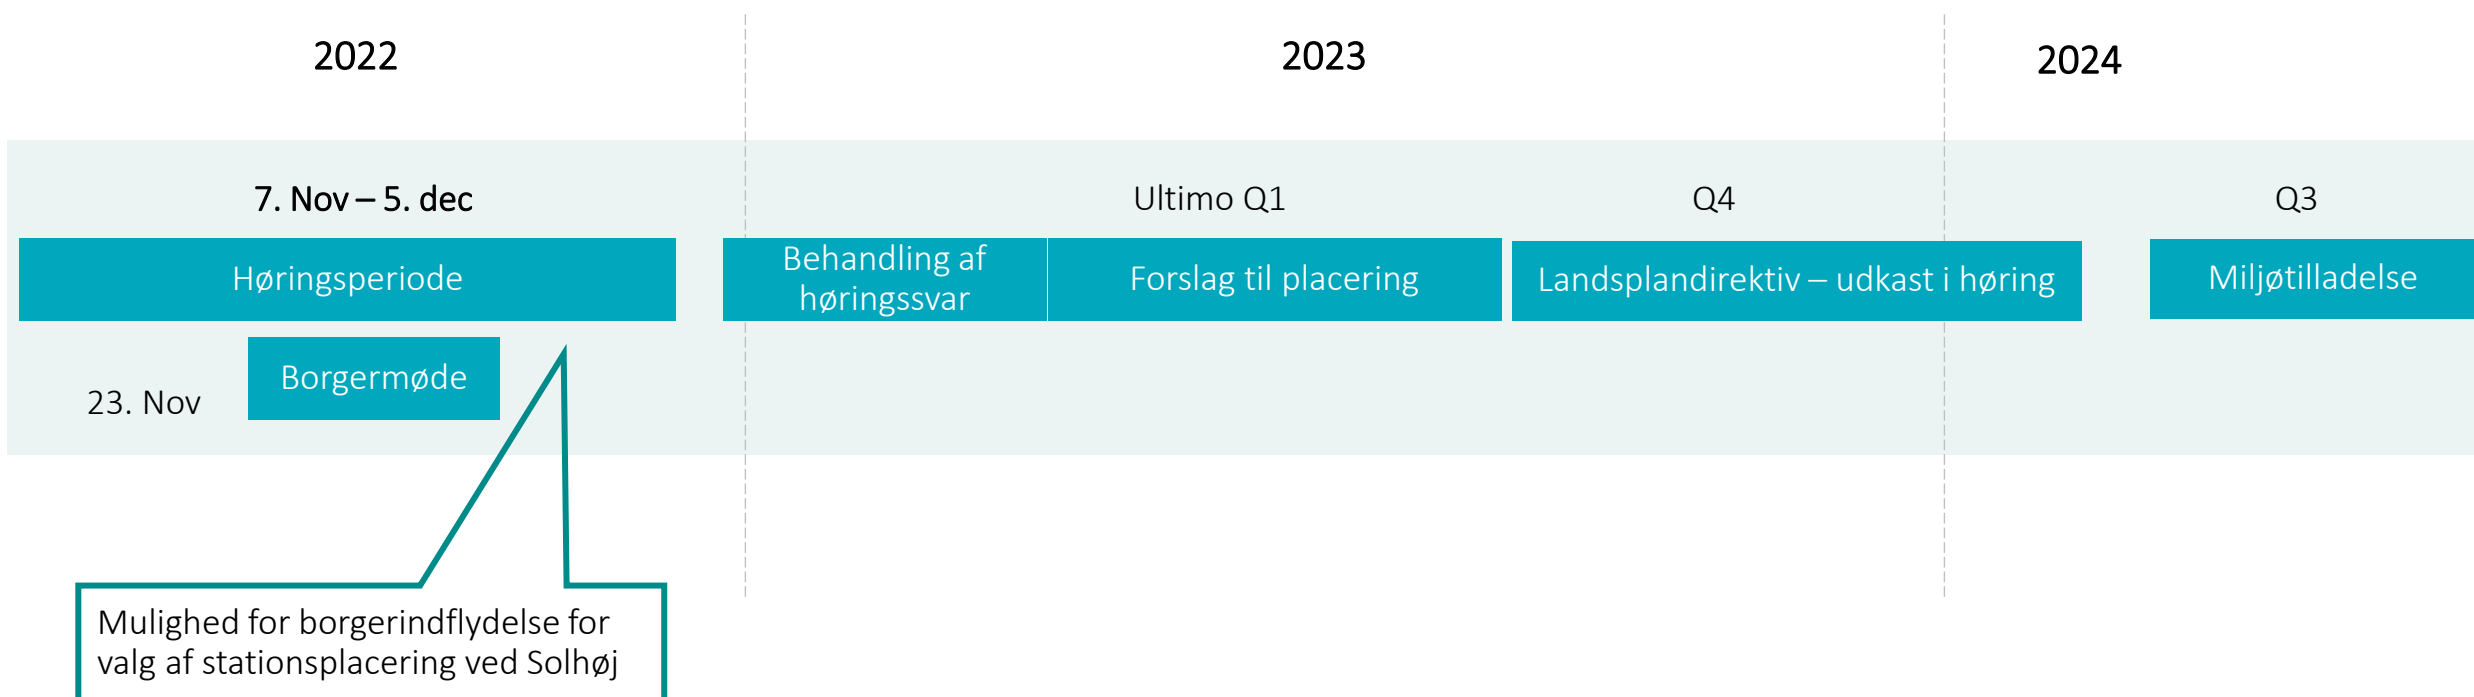 2022
2023
2024
7. Nov – 5. dec
Ultimo Q1
Q4
Q3
Høringsperiode
Behandling af
høringssvar
Forslag til placering
Landsplandirektiv – udkast i høring
Miljøtilladelse
23. Nov
Borgermøde
Mulighed for borgerindflydelse for
valg af stationsplacering ved Solhøj